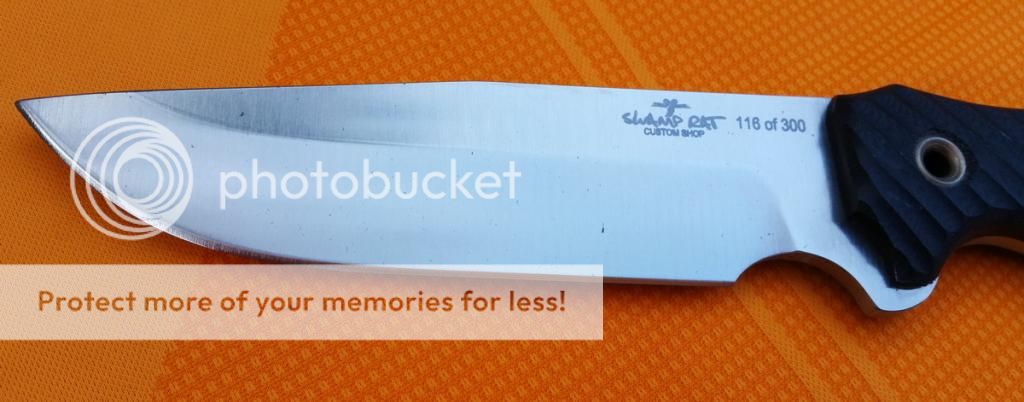 SWAMP RAT
CUSTOM SHOP
116 of 300
photobucket
Protect more of your memories for less!